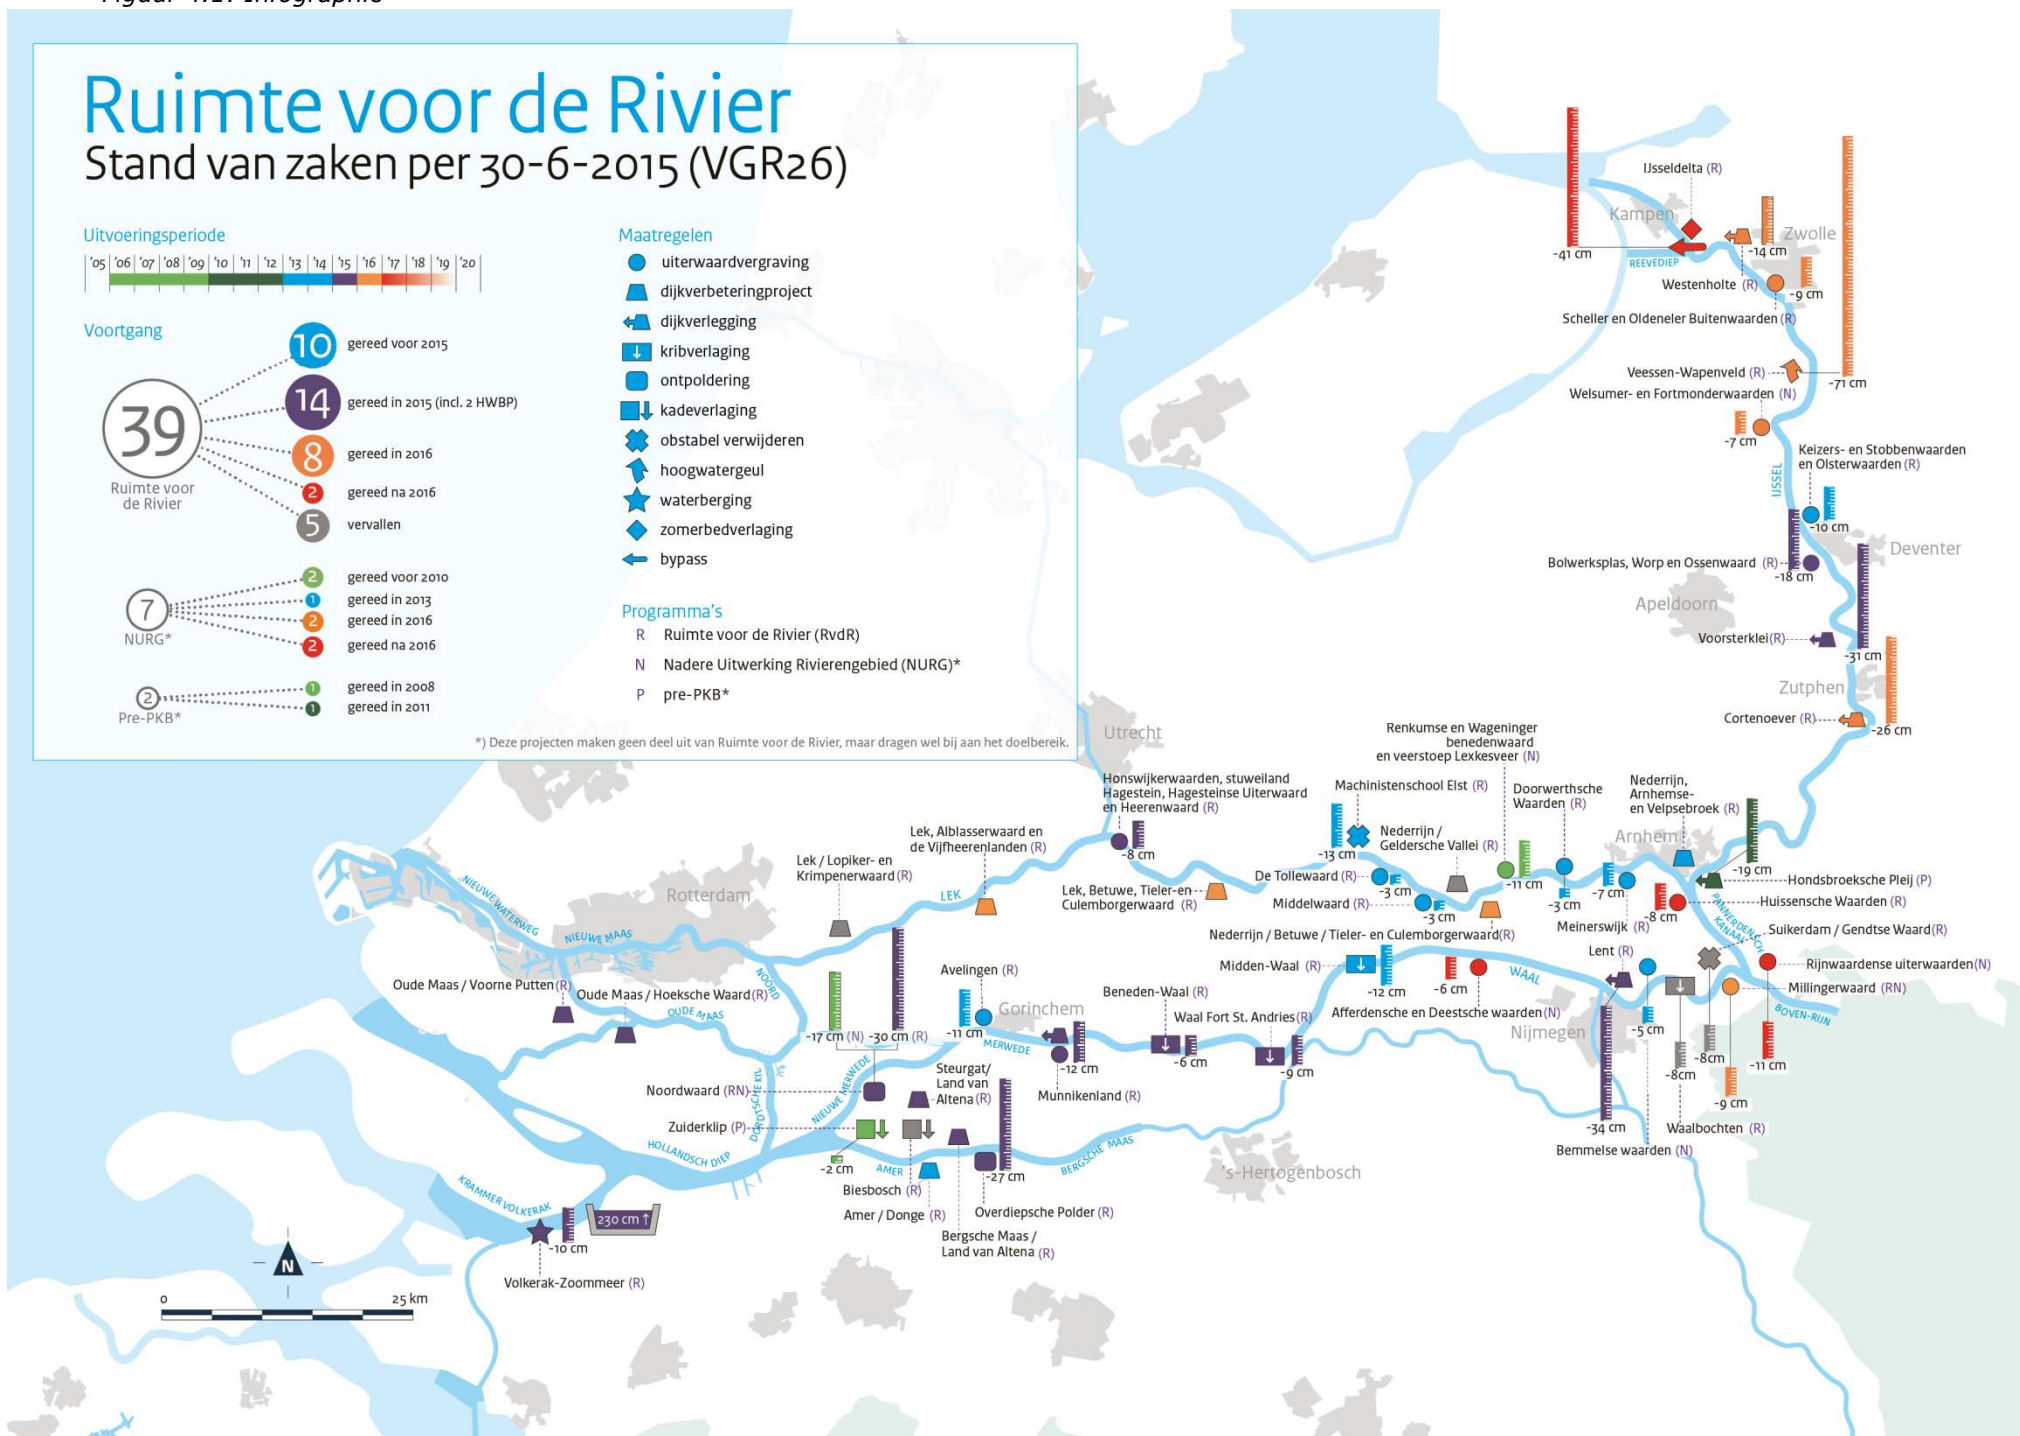 Figuur 4.1: Infographic
Ruimte voor de Rivier
Stand van zaken per 30-6-2015 (VGR26)
Uitvoeringsperiode
'05 '06 '07 '08 '09 '10 '11 '12 '13 '14 '15 '16 '17 '18 '19 '20
Voortgang
39
Ruimte voor
de Rivier
10 gereed voor 2015
14 gereed in 2015 (incl. 2 HWBP)
8 gereed in 2016
2 gereed na 2016
5 vervallen
7
NURG*
2 gereed voor 2010
1 gereed in 2013
2 gereed in 2016
2 gereed na 2016
2
Pre-PKB*
1 gereed in 2008
1 gereed in 2011
Maatregelen
uiterwaardvergraving
dijkverbeteringproject
dijkverlegging
kribverlaging
ontpoldering
kadeverlaging
obstabel verwijderen
hoogwatergeul
waterberging
zomerbedverlaging
bypass
Programma's
R Ruimte voor de Rivier (RvdR)
N Nadere Uitwerking Rivierengebied (NURG)*
P pre-PKB*
*) Deze projecten maken geen deel uit van Ruimte voor de Rivier, maar dragen wel bij aan het doelbereik.
IJsseldelta (R)
Kampen
Zwolle
-41 cm
REEVEDIEP
-14 cm
Westenholte (R)
-9 cm
Scheller en Oldeneler Buitenwaarden (R)
Veessen-Wapenveld (R)
-71 cm
Welsumer- en Fortmonderwaarden (N)
-7 cm
IJSSEL
Keizers- en Stobbenwaarden
en Olsterwaarden (R)
-10 cm
Deventer
Bolwerksplas, Worp en Ossenwaard (R)
-18 cm
Apeldoorn
Voorsterklei(R)
-31 cm
Zutphen
Cortenoever (R)
-26 cm
Utrecht
Renkumse en Wageninger
benedenwaard
en veerstoep Lexkesveer (N)
Honswijkerwaarden, stuweiland
Hagestein, Hagesteinse Uiterwaard
en Heerenwaard (R)
-8 cm
Machinistenschool Elst (R)
-13 cm
Doorwerthsche
Waarden (R)
Nederrijn,
Arnhemse-
en Velpsebroek (R)
Arnhem
-19 cm
Nederrijn /
Geldersche Vallei (R)
-11 cm
-3 cm
-7 cm
De Tollewaard (R)
-3 cm
Middelwaard (R)
-3 cm
Lek, Betuwe, Tieler-en
Culemborgerwaard (R)
Nederrijn / Betuwe / Tieler- en Culemborgerwaard(R)
Meinerswijk (R)
-8 cm
Hondsbroeksche Pleij (P)
Huissensche Waarden (R)
PANNERDENSCH
KANAAL
Suikerdam / Gendtse Waard(R)
Rijnwaardense uiterwaarden(N)
Millingerwaard (RN)
BOVEN-RIJN
Lent (R)
Midden-Waal (R)
-12 cm
-6 cm
WAAL
Afferdensche en Deestsche waarden(N)
Nijmegen
-5 cm
-8cm
-8cm
-11 cm
-9 cm
-34 cm
Waalbochten (R)
Bemmelse waarden (N)
Lek, Alblasserwaard en
de Vijfheerenlanden (R)
Lek / Lopiker- en
Krimpenerwaard (R)
LEK
Rotterdam
NIEUWE WATERWEG
NIEUWE MAAS
NOORD
Oude Maas / Voorne Putten(R)
Oude Maas / Hoeksche Waard(R)
OUDE MAAS
-17 cm (N)
-30 cm (R)
Avelingen (R)
-11 cm
Gorinchem
MERWEDE
-12 cm
Munnikenland (R)
Beneden-Waal (R)
-6 cm
Waal Fort St. Andries(R)
-9 cm
Noordwaard (RN)
NIEUWE MERWEDE
Steurgat/
Land van
Altena (R)
DORDTSCHE KIL
Zuiderklip (P)
-2 cm
HOLLANDSCH DIEP
AMER
BERGSCHE MAAS
-27 cm
Biesbosch (R)
Amer / Donge (R)
Overdiepsche Polder (R)
Bergsche Maas /
Land van Altena (R)
's-Hertogenbosch
KRAMMER VOLKERAK
230 cm ↑
-10 cm
Volkerak-Zoommeer (R)
N
0 25 km